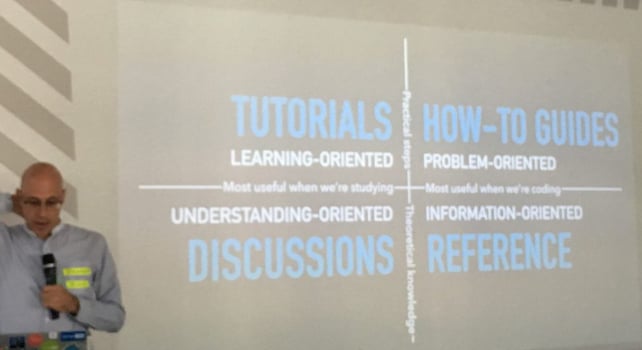 TUTORIALS
HOW-TO GUIDES
LEARNING-ORIENTED
PROBLEM-ORIENTED
Practical steps
Most useful when we're studying
Most useful when we're coding
Theoretical knowledge
UNDERSTANDING-ORIENTED
INFORMATION-ORIENTED
DISCUSSIONS
REFERENCE